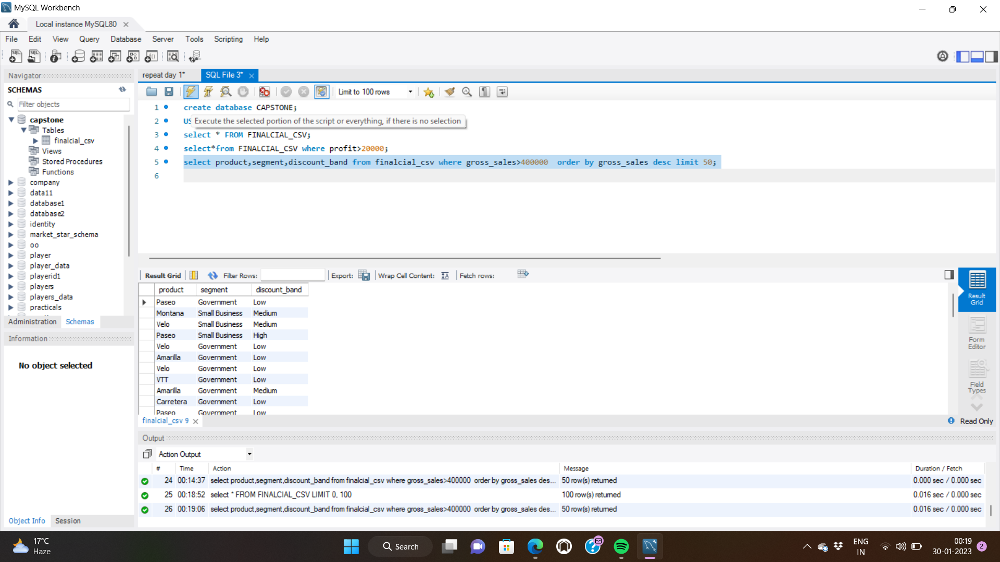 MySQL Workbench
Local instance MySQL80
File Edit View Query Database Server Tools Scripting Help
Navigator
SCHEMAS
Filter objects
capstone
Tables
finalcial_csv
Views
Stored Procedures
Functions
company
data11
database1
database2
identity
market_star_schema
oo
player
player_data
playerid1
players
players_data
practicals
Administration Schemas
Information
No object selected
Object Info Session
repeat day 1* SQL File 3*
Limit to 100 rows
1 create database CAPSTONE;
2 US
Execute the selected portion of the script or everything, if there is no selection
3 select * FROM FINALCIAL_CSV;
4 select*from FINALCIAL_CSV where profit>20000;
5 select product,segment,discount_band from finalcial_csv where gross_sales>400000 order by gross_sales desc limit 50;
6
Result Grid Filter Rows: Export: Wrap Cell Content: Fetch rows:
product segment discount_band
Paseo Government Low
Montana Small Business Medium
Velo Small Business Medium
Paseo Small Business High
Velo Government Low
Amarilla Government Low
Velo Government Low
VTT Government Low
Amarilla Government Medium
Carretera Government Low
Paseo Government Low
Result Grid
Form Editor
Field Types
finalcial_csv 9
Read Only
Output
Action Output
# Time Action Message Duration / Fetch
24 00:14:37 select product,segment,discount_band from finalcial_csv where gross_sales>400000 order by gross_sales des... 50 row(s) returned 0.000 sec / 0.000 sec
25 00:18:52 select * FROM FINALCIAL_CSV LIMIT 0, 100 100 row(s) returned 0.016 sec / 0.000 sec
26 00:19:06 select product,segment,discount_band from finalcial_csv where gross_sales>400000 order by gross_sales des... 50 row(s) returned 0.016 sec / 0.000 sec
17°C
Haze
Search
ENG
IN
00:19
30-01-2023
2